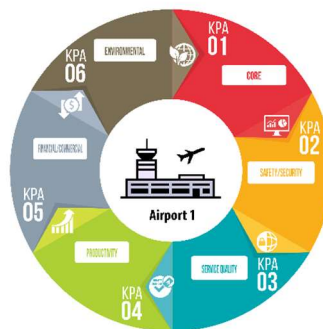 KPA
01
CORE
KPA
02
SAFETY/SECURITY
KPA
03
SERVICE QUALITY
KPA
04
PRODUCTIVITY
KPA
05
FINANCIAL/COMMERCIAL
KPA
06
ENVIRONMENTAL
Airport 1